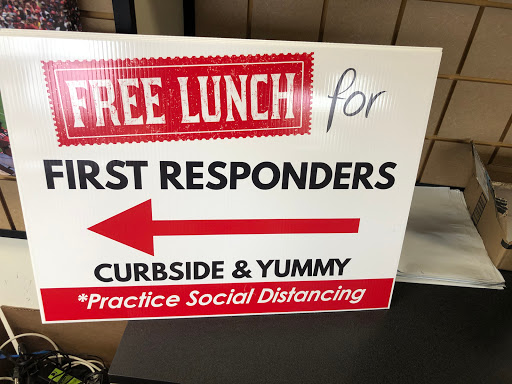 FREE LUNCH for
FIRST RESPONDERS
CURBSIDE & YUMMY
*Practice Social Distancing